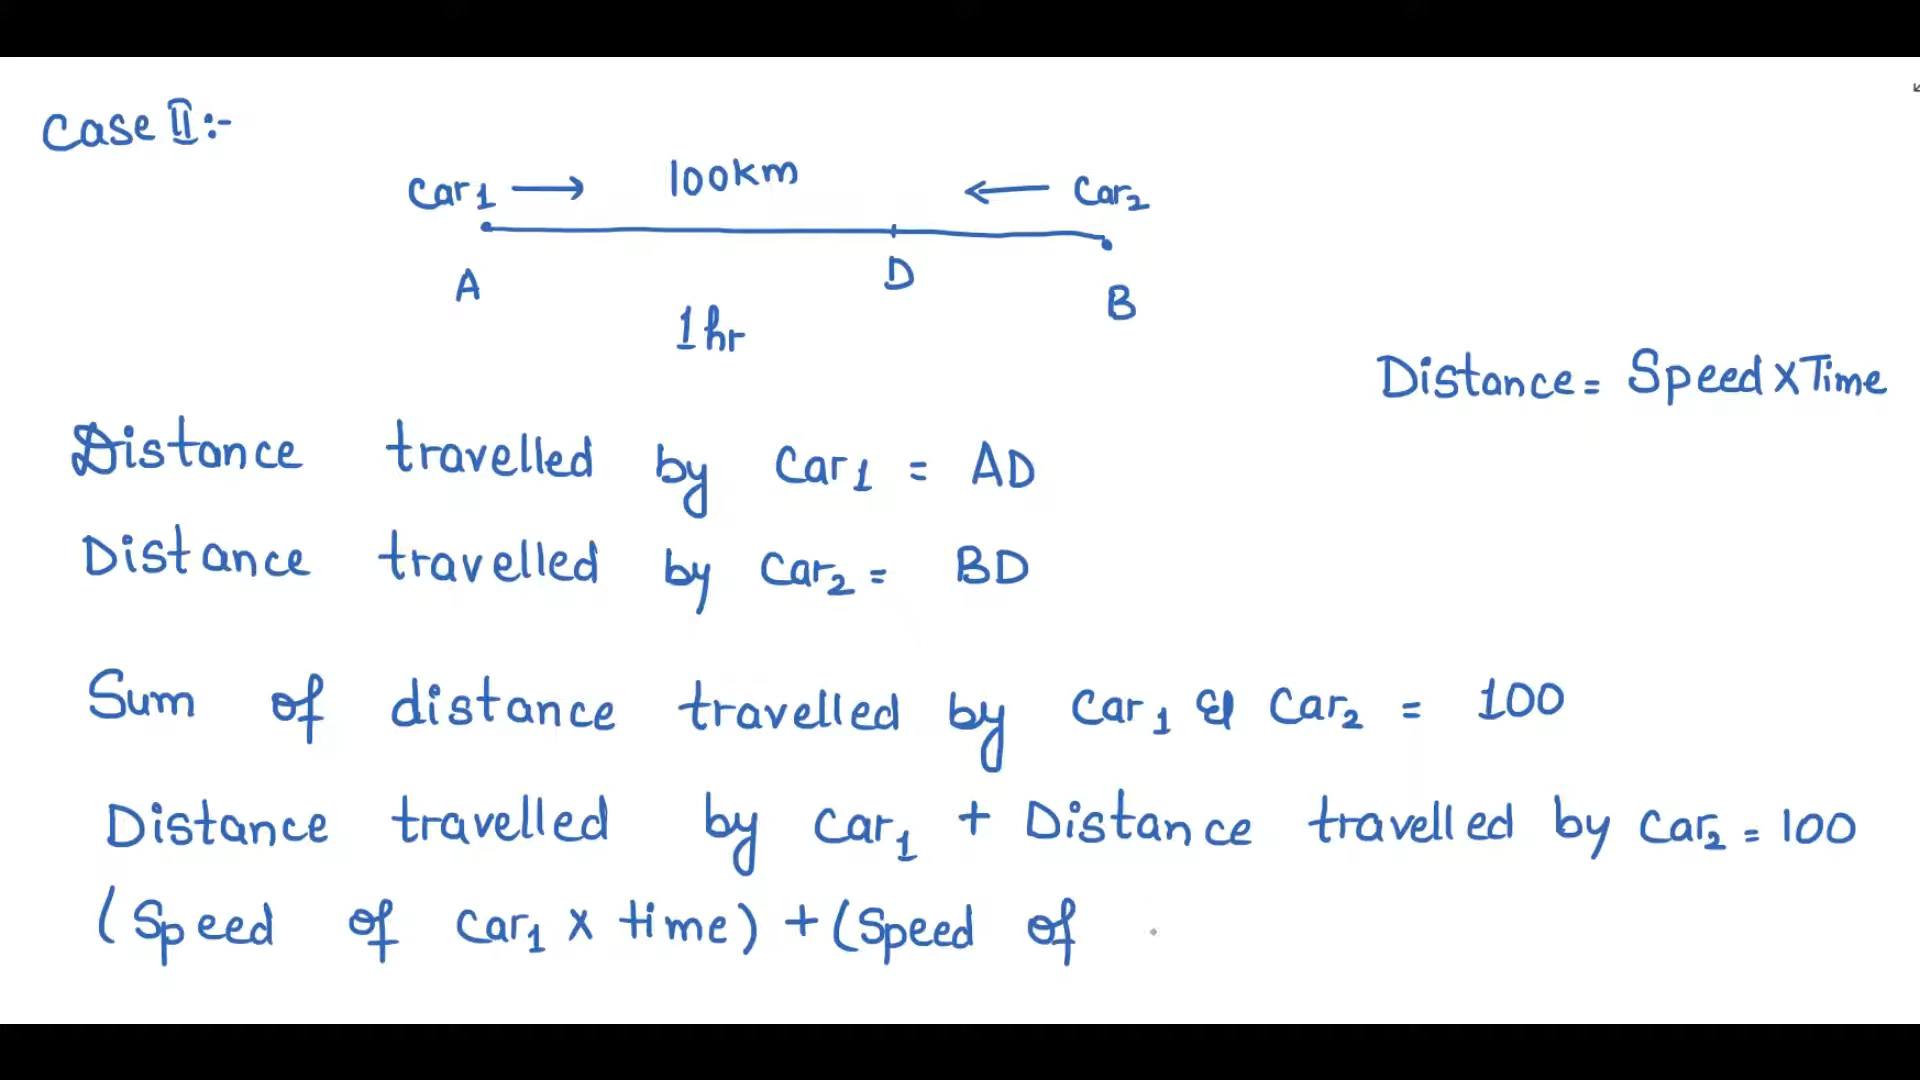 Case II:-
Car1 → 100km ← Car2
A D B
1hr
Distance = Speed x Time
Distance travelled by Car1 = AD
Distance travelled by Car2 = BD
Sum of distance travelled by Car1 & Car2 = 100
Distance travelled by Car1 + Distance travelled by Car2 = 100
(Speed of Car1 x time) + (Speed of